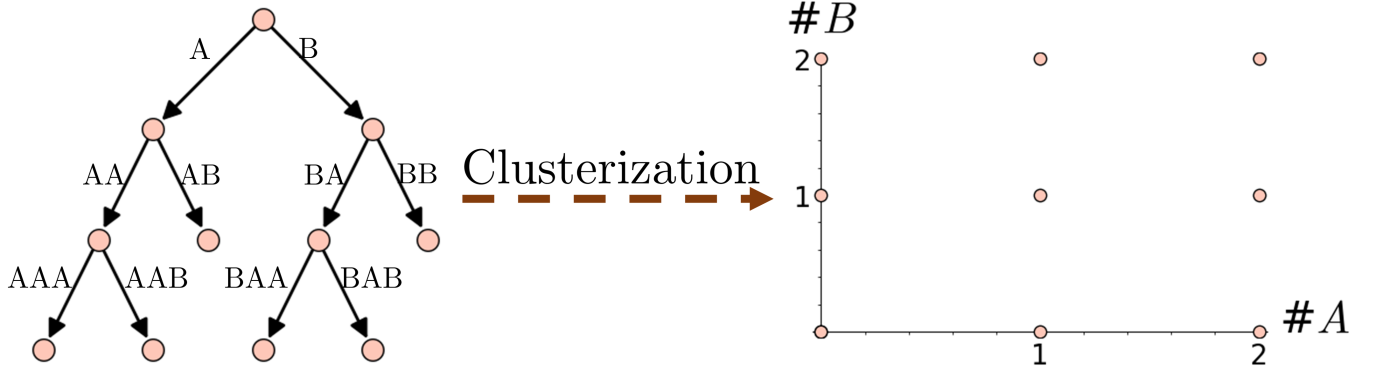 A B
AA AB BA BB
AAA AAB BAA BAB
Clusterization
#B
2
1
#A
1 2